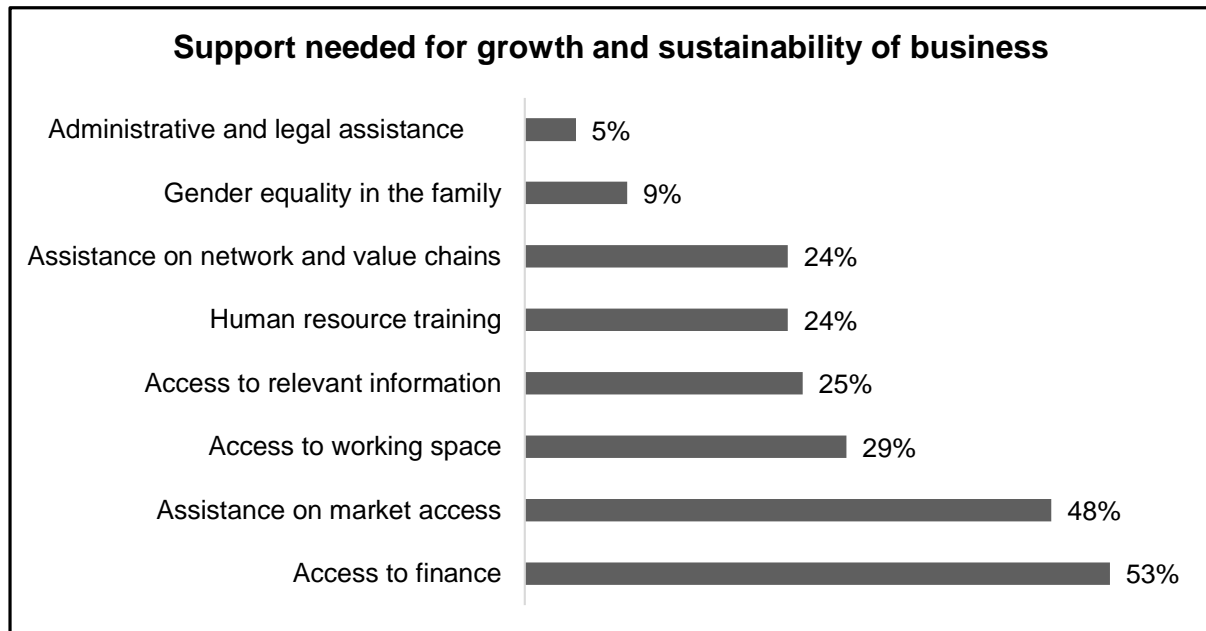 Support needed for growth and sustainability of business
Administrative and legal assistance 5%
Gender equality in the family 9%
Assistance on network and value chains 24%
Human resource training 24%
Access to relevant information 25%
Access to working space 29%
Assistance on market access 48%
Access to finance 53%